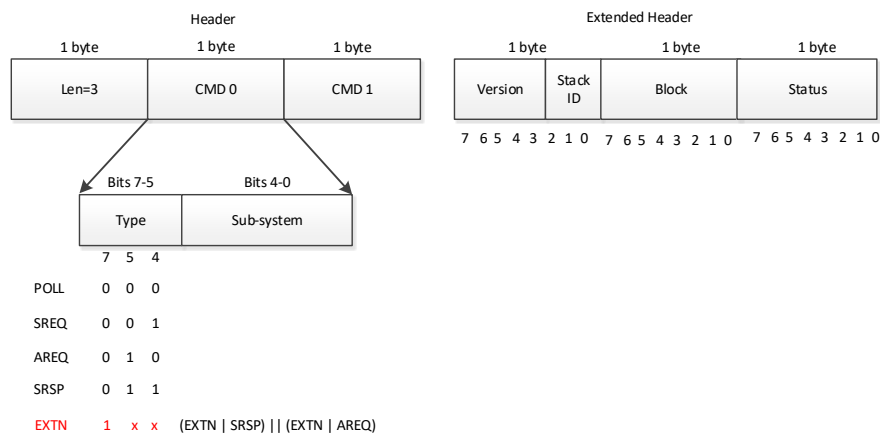 Header
Extended Header
1 byte 1 byte 1 byte
1 byte 1 byte 1 byte
Len=3 CMD 0 CMD 1
Version Stack ID Block Status
7 6 5 4 3 2 1 0 7 6 5 4 3 2 1 0 7 6 5 4 3 2 1 0
Bits 7-5 Bits 4-0
Type Sub-system
7 5 4
POLL 0 0 0
SREQ 0 0 1
AREQ 0 1 0
SRSP 0 1 1
EXTN 1 x x (EXTN | SRSP) || (EXTN | AREQ)